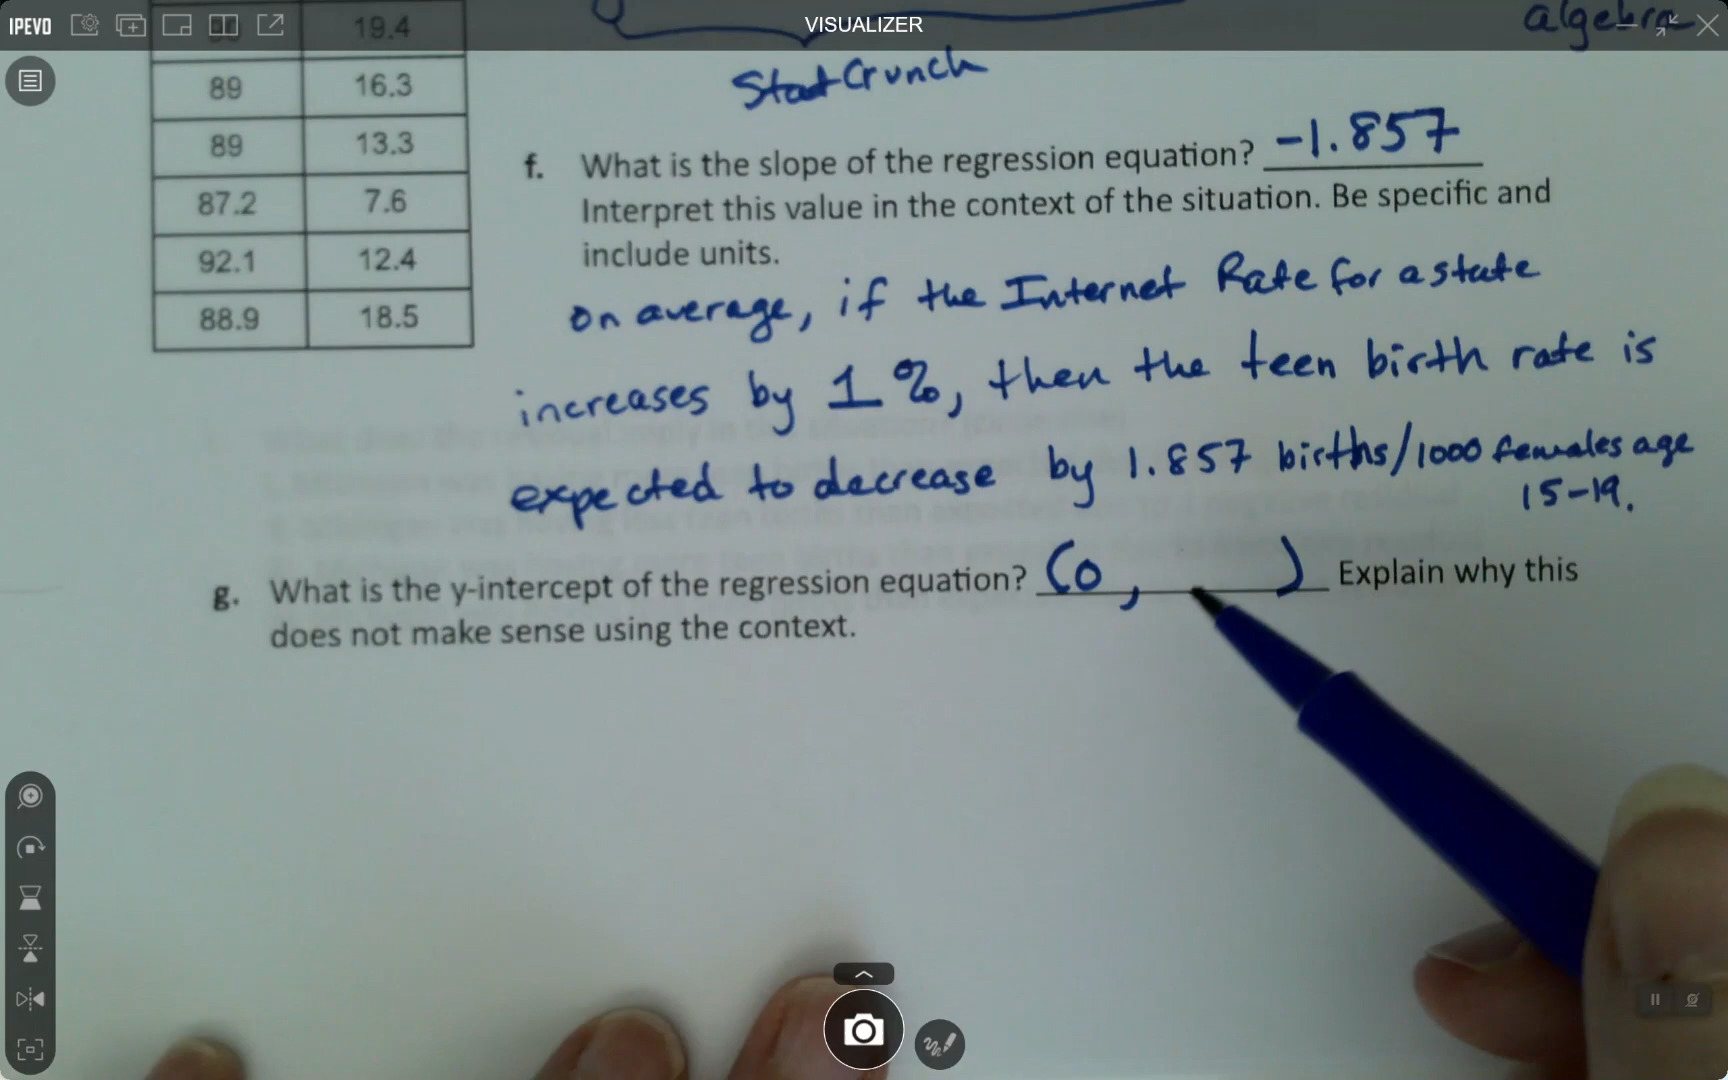 IPEVO
VISUALIZER
algebra
19.4
StatCrunch
89 16.3
89 13.3
87.2 7.6
92.1 12.4
88.9 18.5
f. What is the slope of the regression equation? -1.857
Interpret this value in the context of the situation. Be specific and
include units.
on average, if the Internet Rate for a state
increases by 1%, then the teen birth rate is
expected to decrease by 1.857 births/1000 females age
15-19.
g. What is the y-intercept of the regression equation? (0, ) Explain why this
does not make sense using the context.